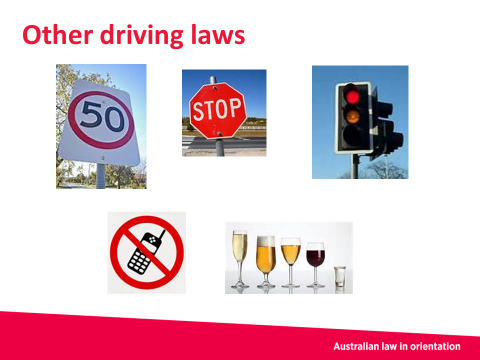 Other driving laws
50
STOP
Australian law in orientation